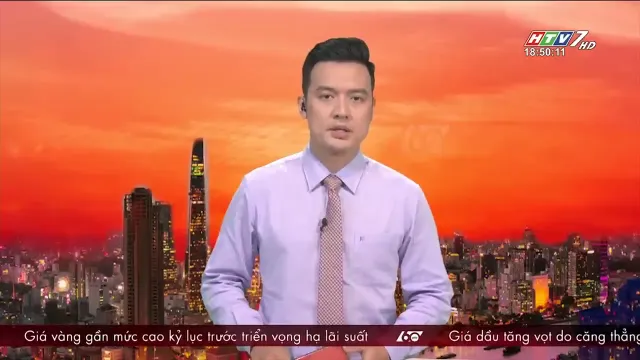 HTV7 HD
18:50:11
Giá vàng gần mức cao kỷ lục trước triển vọng hạ lãi suất
Giá dầu tăng vọt do căng thẳng